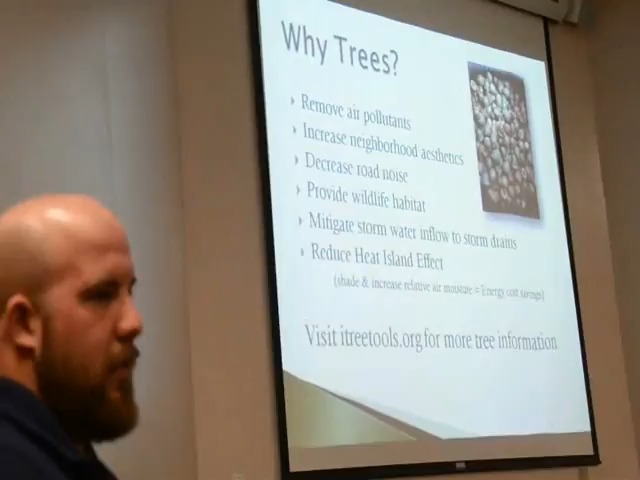 Why Trees?
Remove air pollutants
Increase neighborhood aesthetics
Decrease road noise
Provide wildlife habitat
Mitigate storm water inflow to storm drains
Reduce Heat Island Effect
(shade & increase relative air moisture = Energy cost savings)
Visit itreetools.org for more tree information